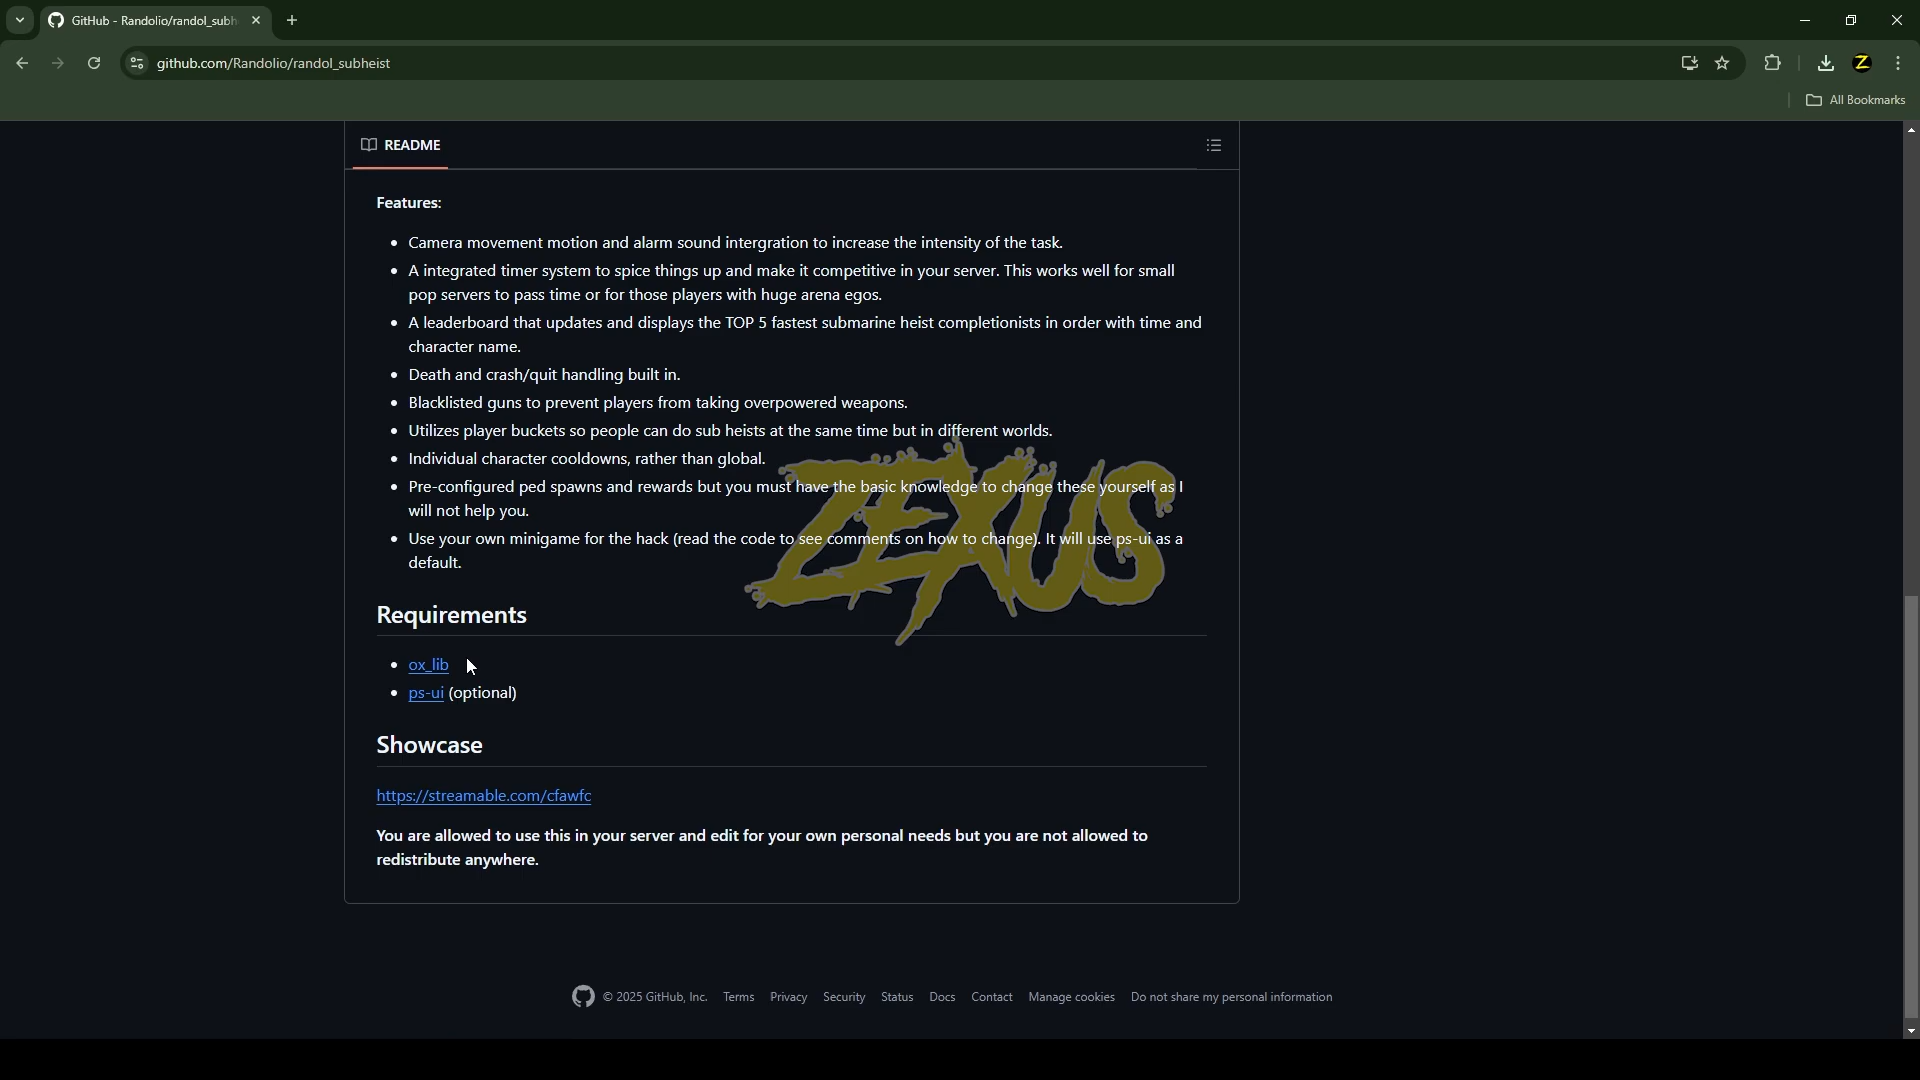 GitHub - Randolio/randol_subh
github.com/Randolio/randol_subheist
Z
All Bookmarks
README
Features:
• Camera movement motion and alarm sound intergration to increase the intensity of the task.
• A integrated timer system to spice things up and make it competitive in your server. This works well for small
pop servers to pass time or for those players with huge arena egos.
• A leaderboard that updates and displays the TOP 5 fastest submarine heist completionists in order with time and
character name.
• Death and crash/quit handling built in.
• Blacklisted guns to prevent players from taking overpowered weapons.
• Utilizes player buckets so people can do sub heists at the same time but in different worlds.
• Individual character cooldowns, rather than global.
• Pre-configured ped spawns and rewards but you must have the basic knowledge to change these yourself as I
will not help you.
• Use your own minigame for the hack (read the code to see comments on how to change). It will use ps-ui as a
default.
ZEXUS
Requirements
• ox_lib
• ps-ui (optional)
Showcase
https://streamable.com/cfawfc
You are allowed to use this in your server and edit for your own personal needs but you are not allowed to
redistribute anywhere.
© 2025 GitHub, Inc. Terms Privacy Security Status Docs Contact Manage cookies Do not share my personal information